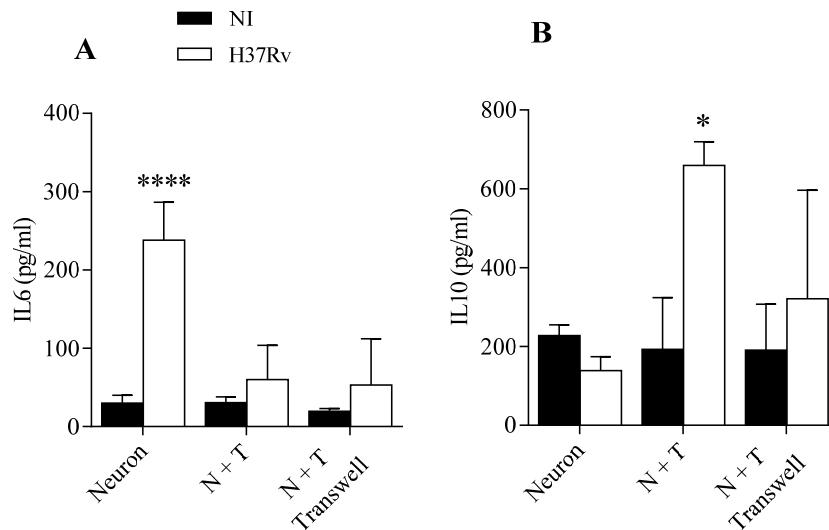 NI
H37Rv
A
400
300
200
100
0
IL6 (pg/ml)
****
Neuron
N + T
N + T
Transwell
B
800
600
400
200
0
IL10 (pg/ml)
*
Neuron
N + T
N + T
Transwell